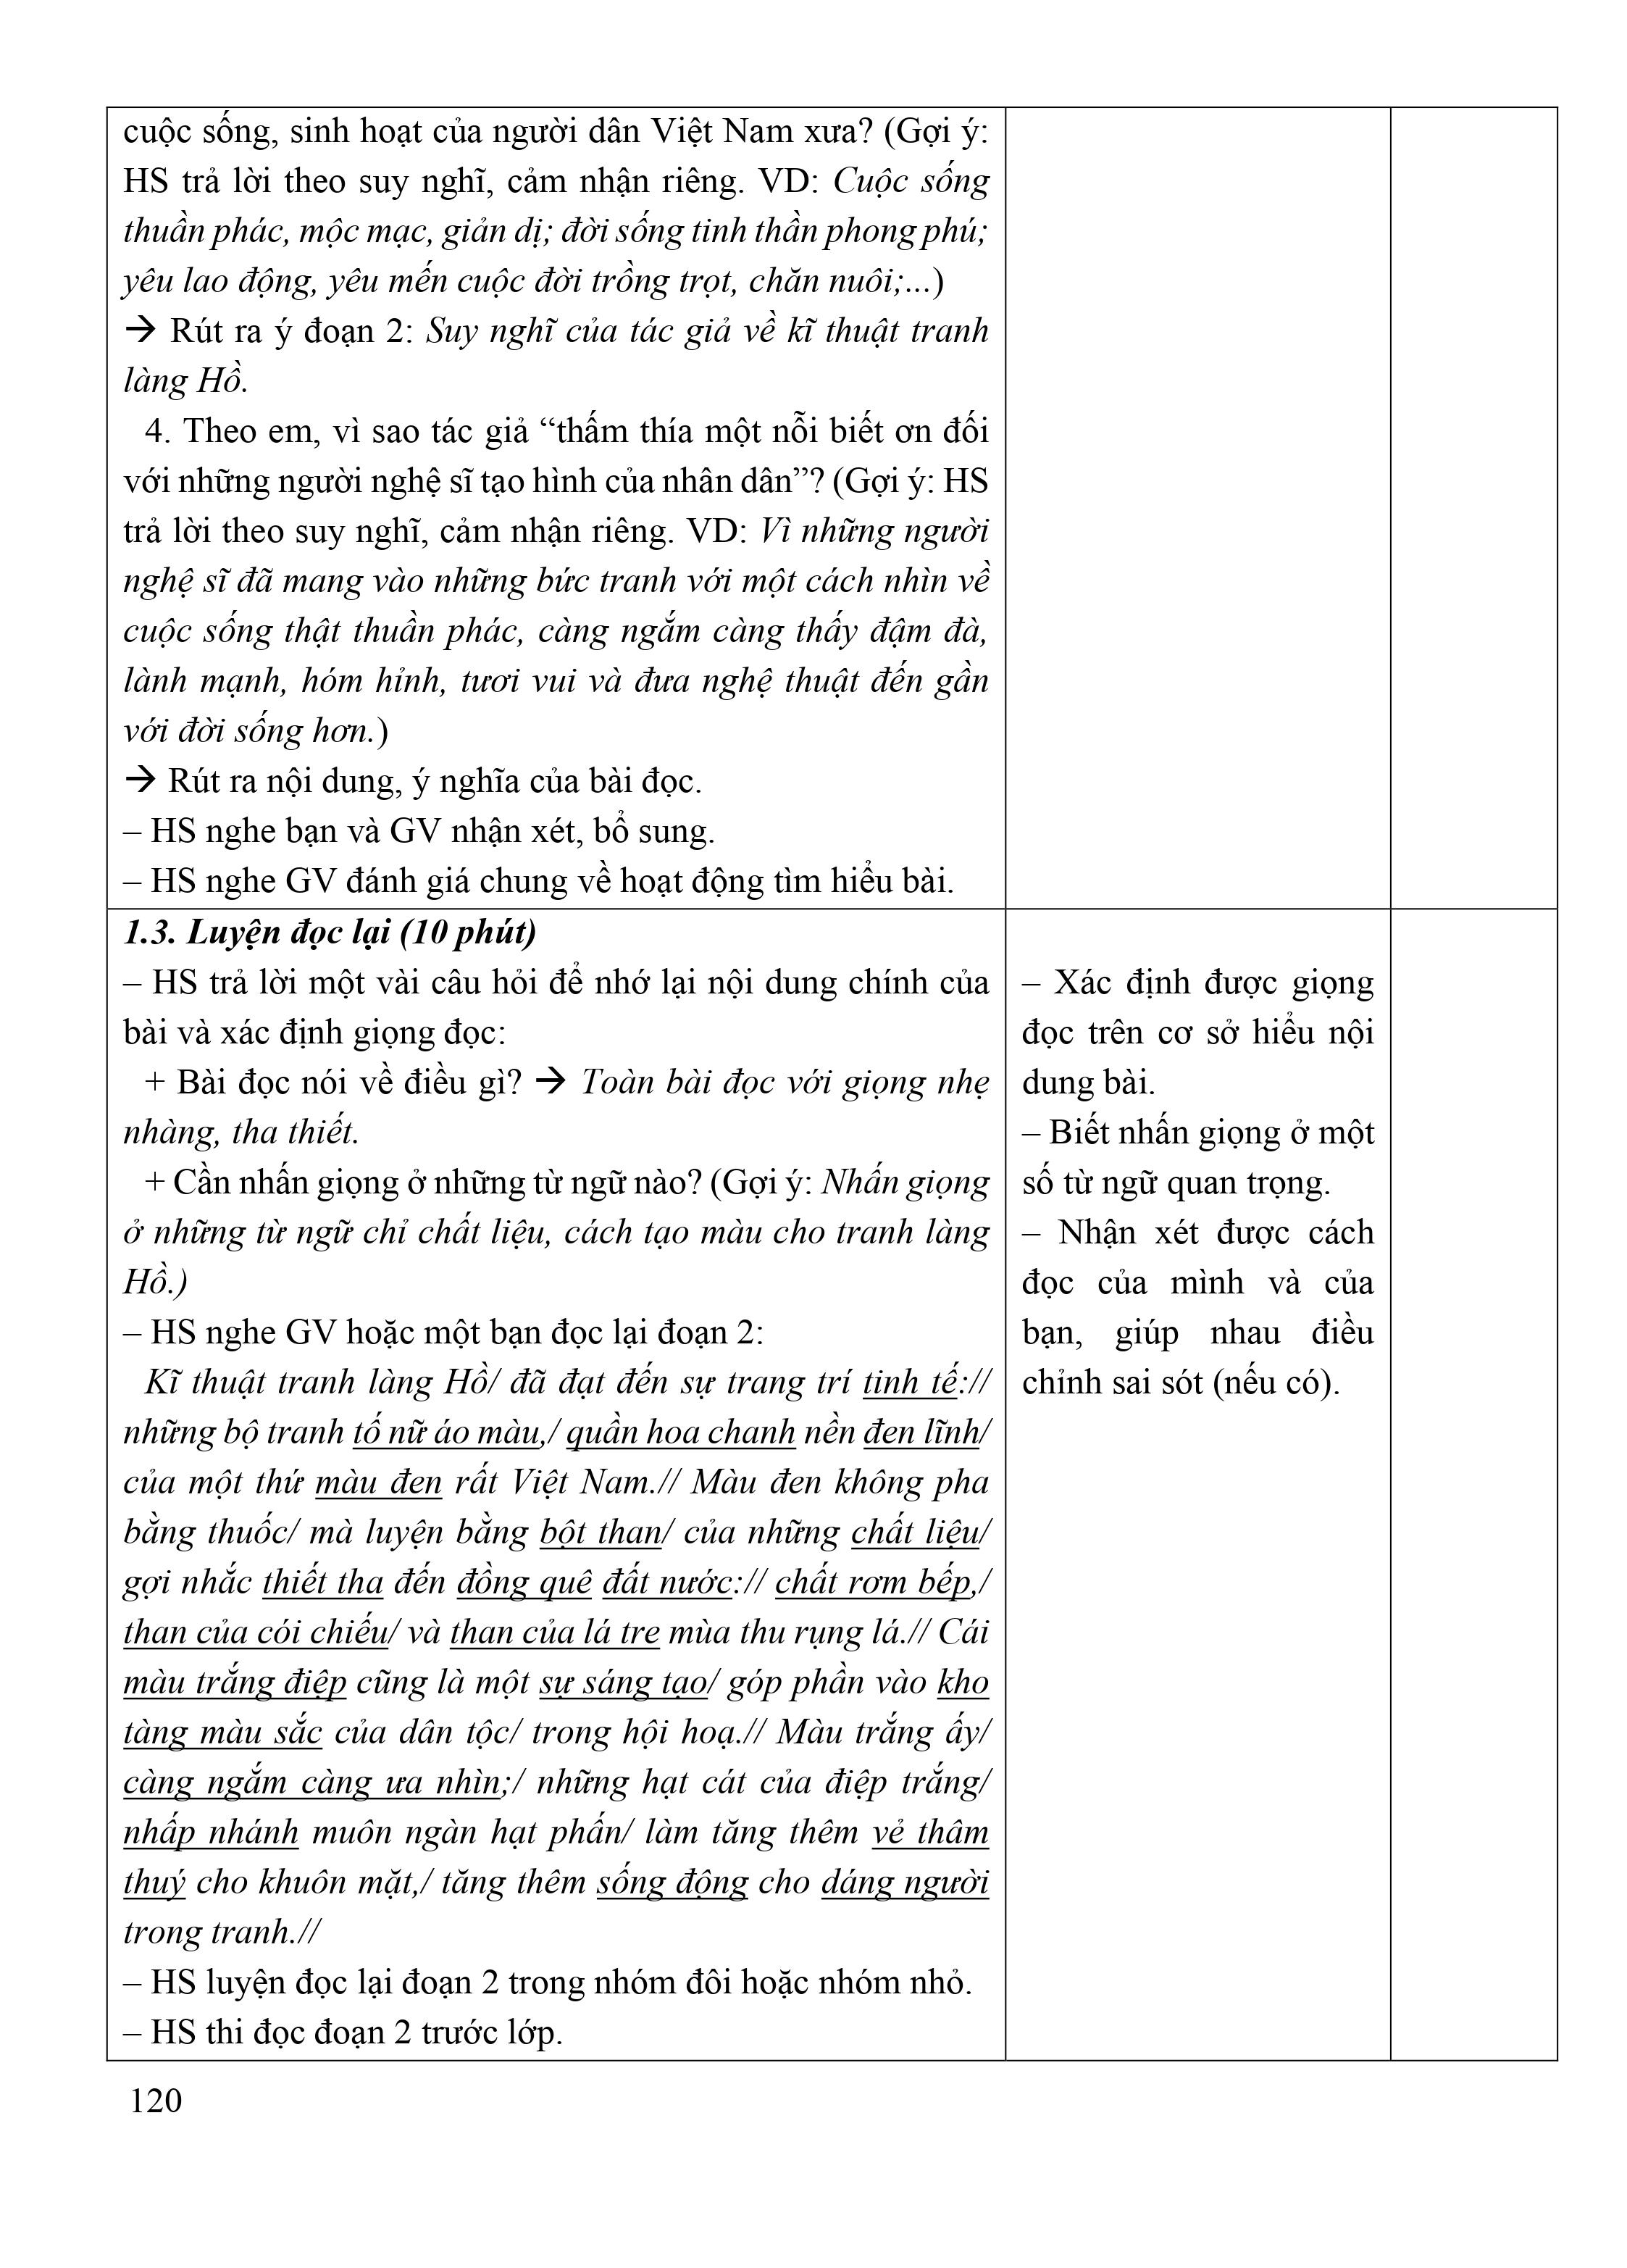 cuộc sống, sinh hoạt của người dân Việt Nam xưa? (Gợi ý:
HS trả lời theo suy nghĩ, cảm nhận riêng. VD: Cuộc sống
thuần phác, mộc mạc, giản dị; đời sống tinh thần phong phú;
yêu lao động, yêu mến cuộc đời trồng trọt, chăn nuôi;...)
→ Rút ra ý đoạn 2: Suy nghĩ của tác giả về kĩ thuật tranh
làng Hồ.
4. Theo em, vì sao tác giả “thấm thía một nỗi biết ơn đối
với những người nghệ sĩ tạo hình của nhân dân”? (Gợi ý: HS
trả lời theo suy nghĩ, cảm nhận riêng. VD: Vì những người
nghệ sĩ đã mang vào những bức tranh với một cách nhìn về
cuộc sống thật thuần phác, càng ngắm càng thấy đậm đà,
lành mạnh, hóm hỉnh, tươi vui và đưa nghệ thuật đến gần
với đời sống hơn.)
→ Rút ra nội dung, ý nghĩa của bài đọc.
– HS nghe bạn và GV nhận xét, bổ sung.
– HS nghe GV đánh giá chung về hoạt động tìm hiểu bài.
1.3. Luyện đọc lại (10 phút)
– HS trả lời một vài câu hỏi để nhớ lại nội dung chính của
bài và xác định giọng đọc:
+ Bài đọc nói về điều gì? → Toàn bài đọc với giọng nhẹ
nhàng, tha thiết.
+ Cần nhấn giọng ở những từ ngữ nào? (Gợi ý: Nhấn giọng
ở những từ ngữ chỉ chất liệu, cách tạo màu cho tranh làng
Hồ.)
– HS nghe GV hoặc một bạn đọc lại đoạn 2:
Kĩ thuật tranh làng Hồ/ đã đạt đến sự trang trí tinh tế://
những bộ tranh tố nữ áo màu,/ quần hoa chanh nền đen lĩnh/
của một thứ màu đen rất Việt Nam.// Màu đen không pha
bằng thuốc/ mà luyện bằng bột than/ của những chất liệu/
gợi nhắc thiết tha đến đồng quê đất nước:// chất rơm bếp,/
than của cói chiếu/ và than của lá tre mùa thu rụng lá.// Cái
màu trắng điệp cũng là một sự sáng tạo/ góp phần vào kho
tàng màu sắc của dân tộc/ trong hội hoạ.// Màu trắng ấy/
càng ngắm càng ưa nhìn;/ những hạt cát của điệp trắng/
nhấp nhánh muôn ngàn hạt phấn/ làm tăng thêm vẻ thâm
thuý cho khuôn mặt,/ tăng thêm sống động cho dáng người
trong tranh.//
– HS luyện đọc lại đoạn 2 trong nhóm đôi hoặc nhóm nhỏ.
– HS thi đọc đoạn 2 trước lớp.
– Xác định được giọng
đọc trên cơ sở hiểu nội
dung bài.
– Biết nhấn giọng ở một
số từ ngữ quan trọng.
– Nhận xét được cách
đọc của mình và của
bạn, giúp nhau điều
chỉnh sai sót (nếu có).
120